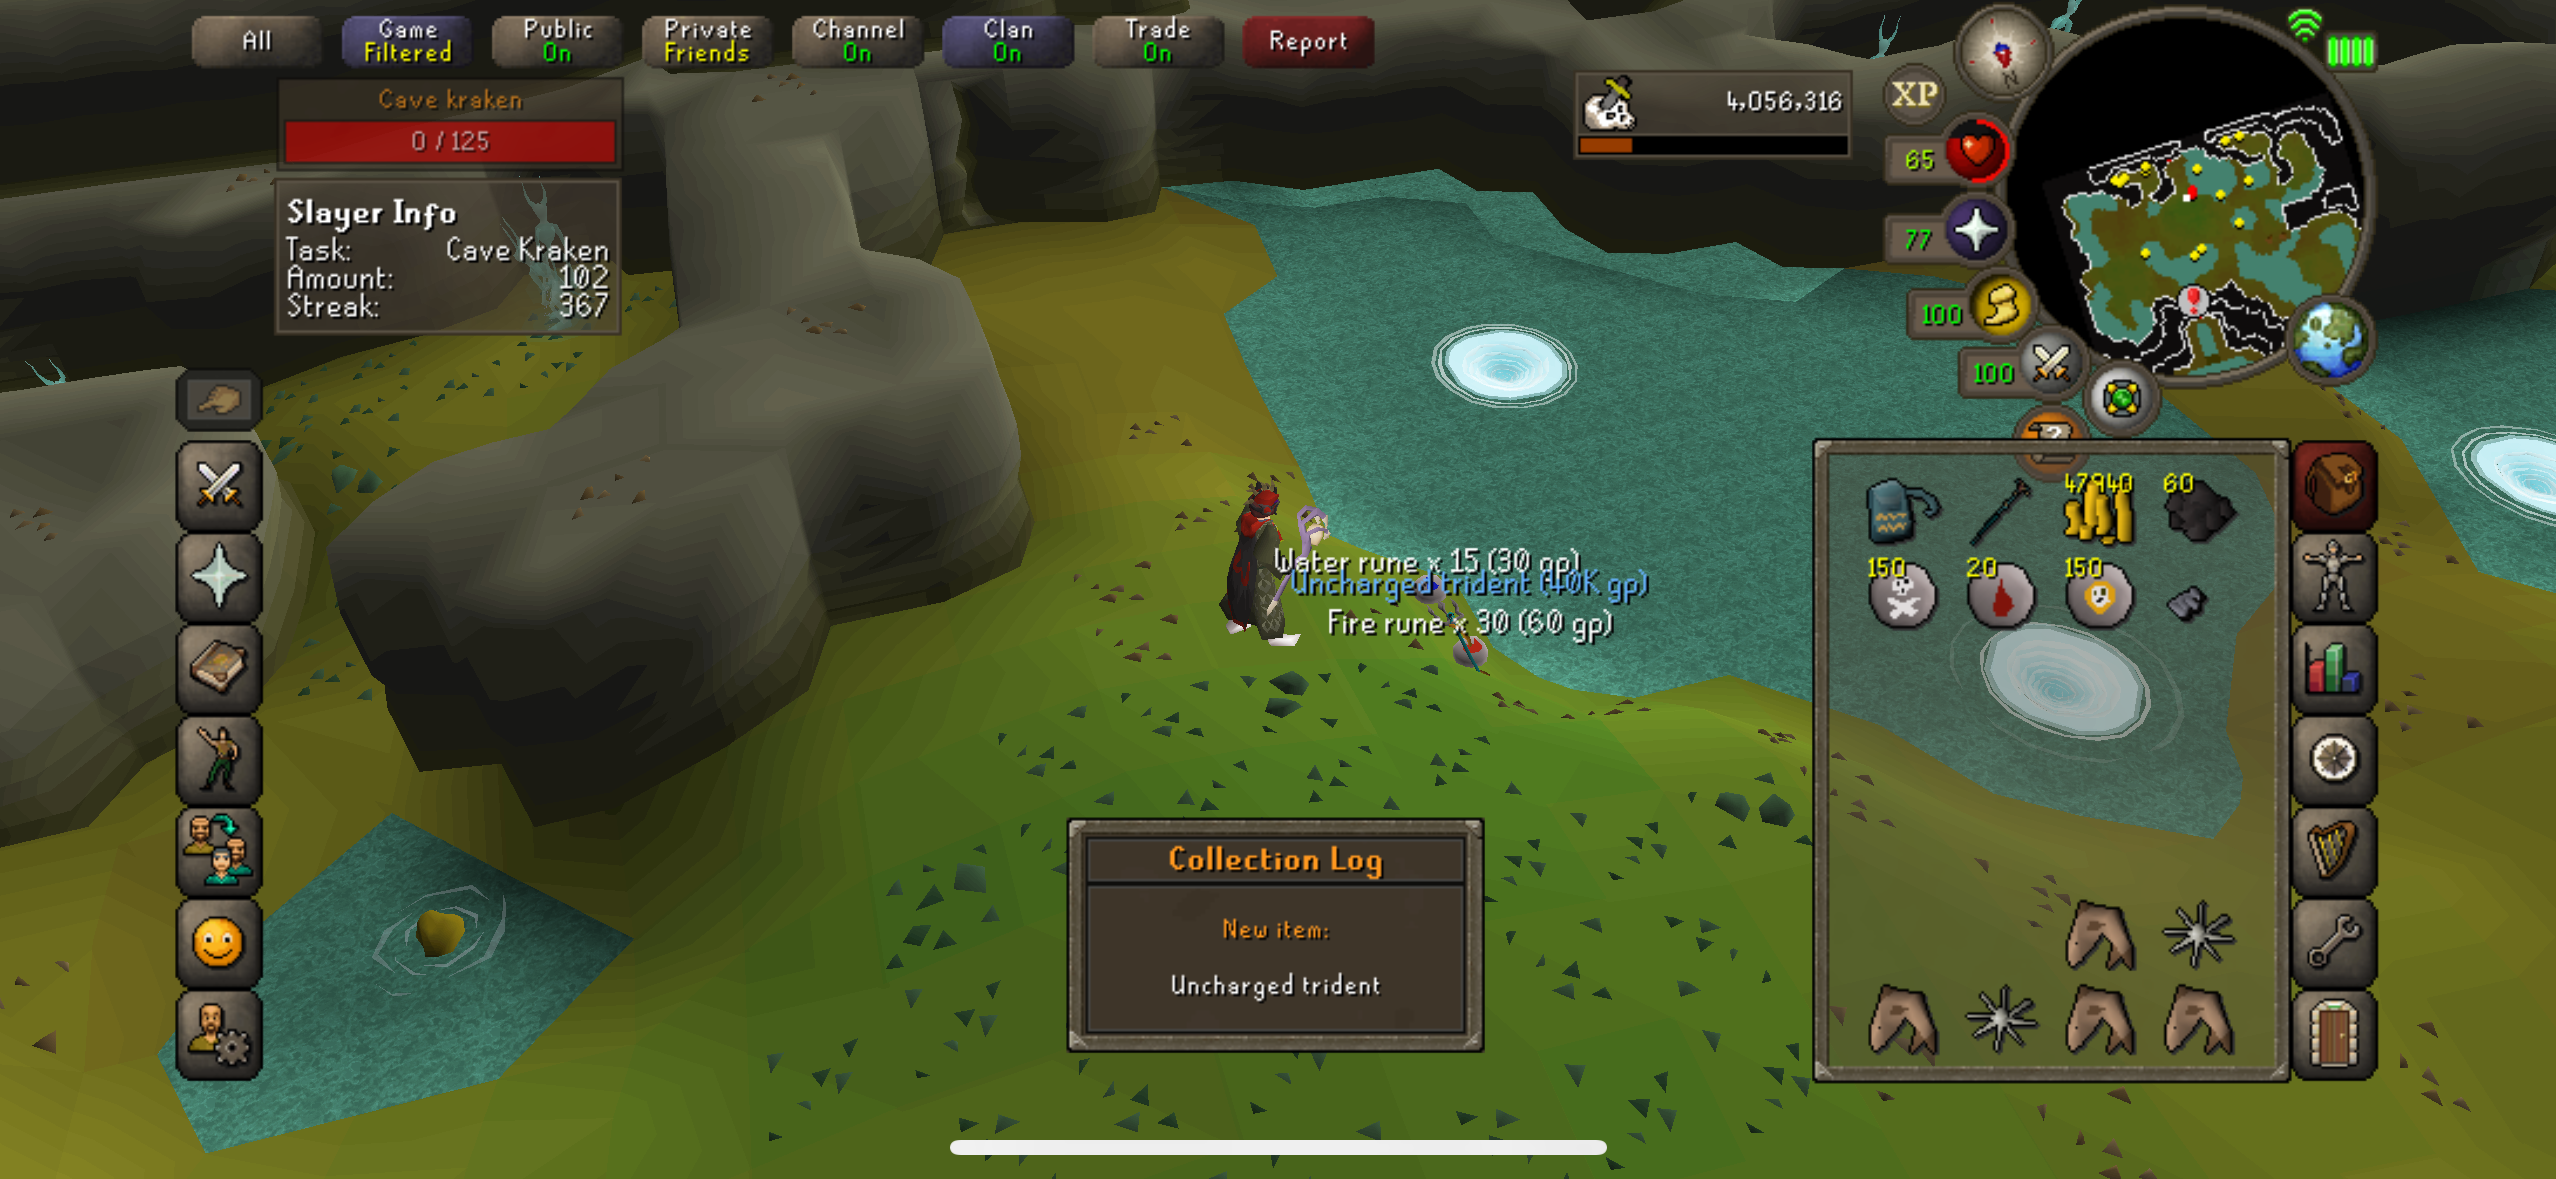 All
Game
Filtered
Public
On
Private
Friends
Channel
On
Clan
On
Trade
On
Report
Cave kraken
0 / 125
Slayer Info
Task: Cave Kraken
Amount: 102
Streak: 367
4,056,316
XP
N
65
77
100
100
47940
60
150
20
150
Water rune x 15 (30 gp)
Uncharged trident (40K gp)
Fire rune x 30 (60 gp)
Collection Log
New item:
Uncharged trident